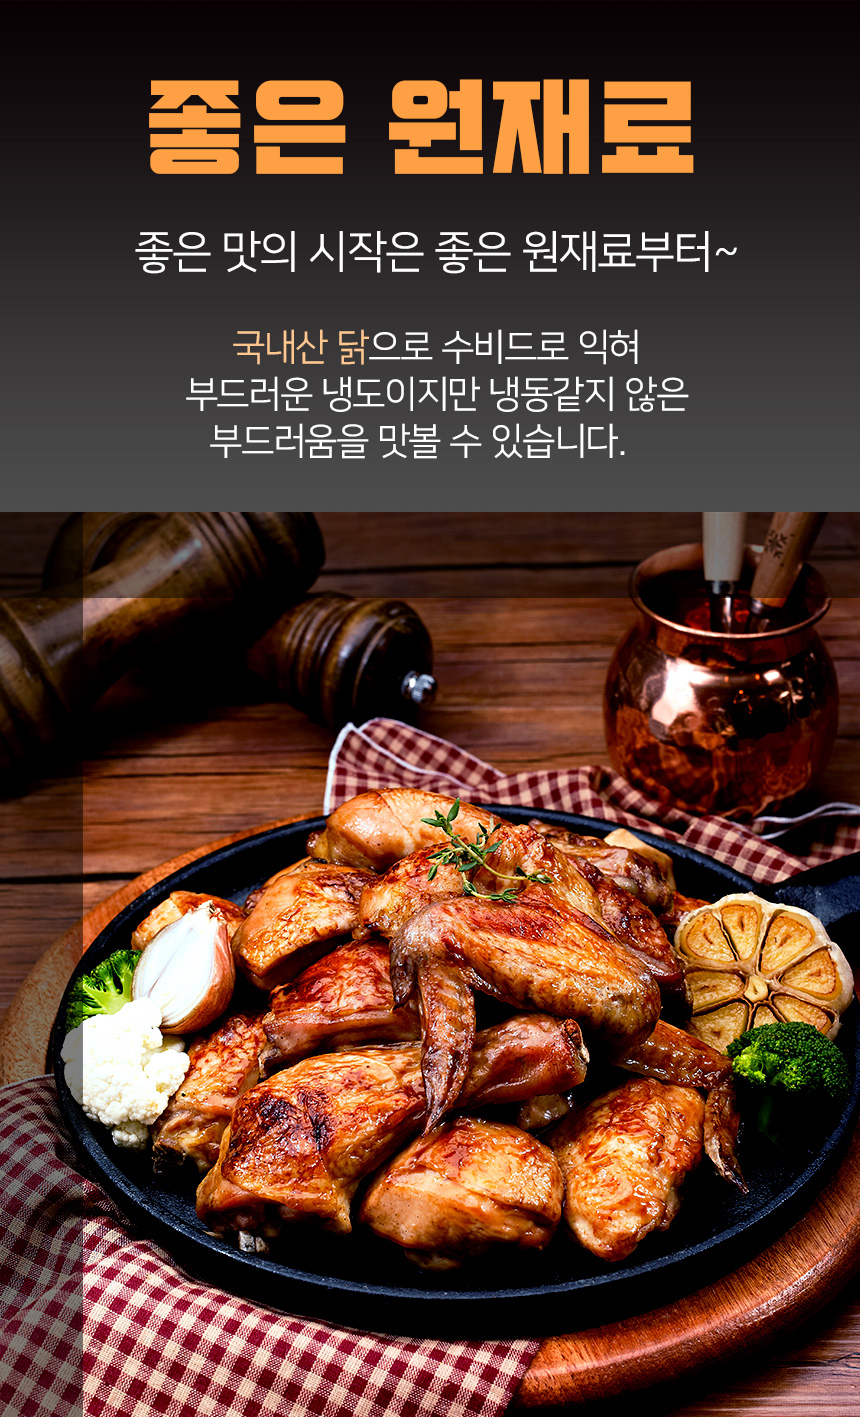 좋은 원재료
좋은 맛의 시작은 좋은 원재료부터~
국내산 닭으로 수비드로 익혀
부드러운 냉도이지만 냉동같지 않은
부드러움을 맛볼 수 있습니다.